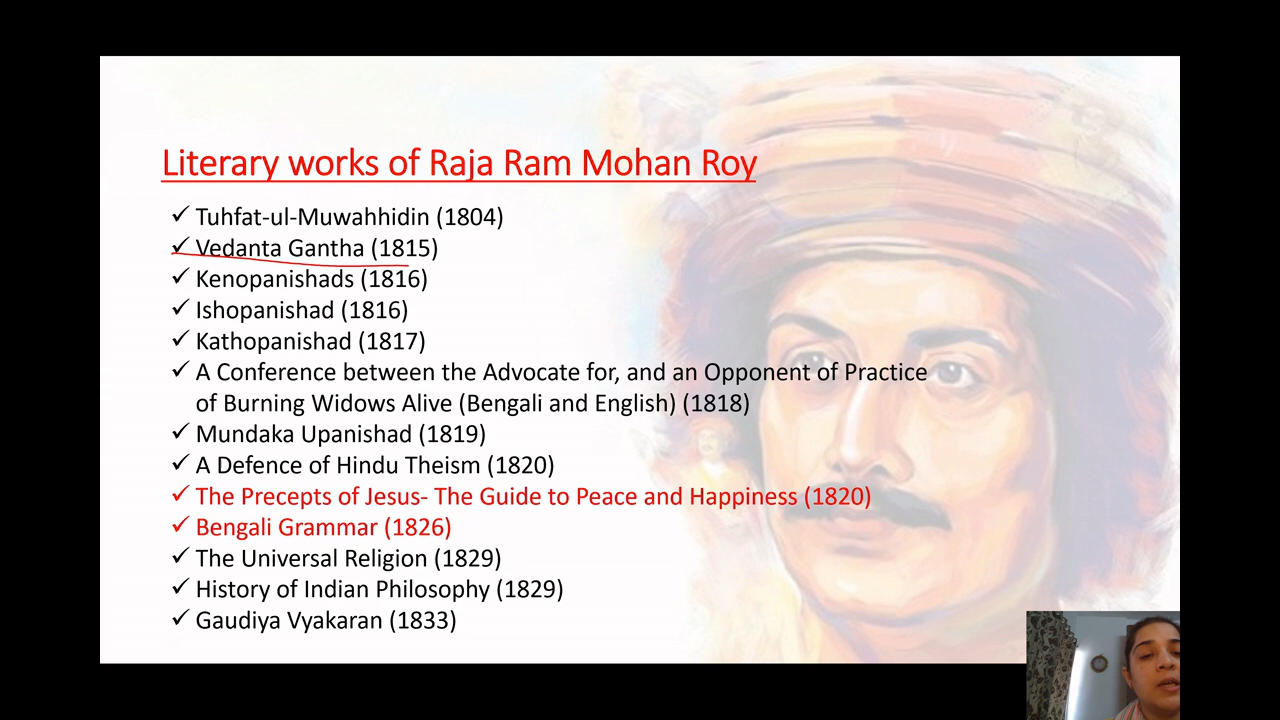 Literary works of Raja Ram Mohan Roy
✓ Tuhfat-ul-Muwahhidin (1804)
✓ Vedanta Gantha (1815)
✓ Kenopanishads (1816)
✓ Ishopanishad (1816)
✓ Kathopanishad (1817)
✓ A Conference between the Advocate for, and an Opponent of Practice
of Burning Widows Alive (Bengali and English) (1818)
✓ Mundaka Upanishad (1819)
✓ A Defence of Hindu Theism (1820)
✓ The Precepts of Jesus- The Guide to Peace and Happiness (1820)
✓ Bengali Grammar (1826)
✓ The Universal Religion (1829)
✓ History of Indian Philosophy (1829)
✓ Gaudiya Vyakaran (1833)